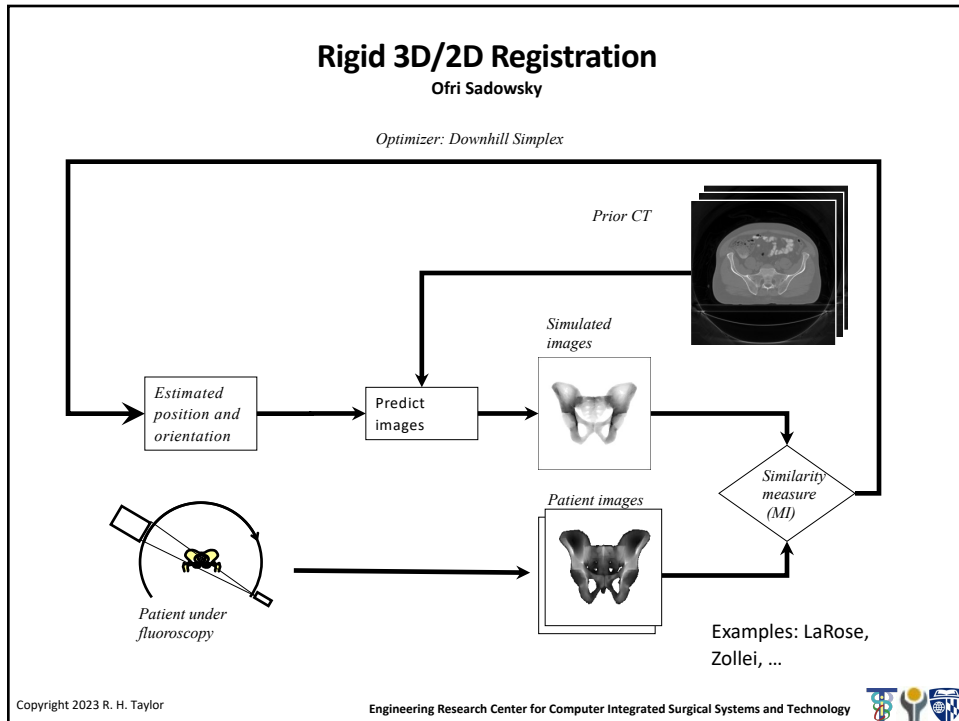 Rigid 3D/2D Registration
Ofri Sadowsky
Optimizer: Downhill Simplex
Prior CT
Simulated
images
Estimated
position and
orientation
Predict
images
Similarity
measure
(MI)
Patient images
Patient under
fluoroscopy
Examples: LaRose,
Zollei, ...
Copyright 2023 R. H. Taylor
Engineering Research Center for Computer Integrated Surgical Systems and Technology